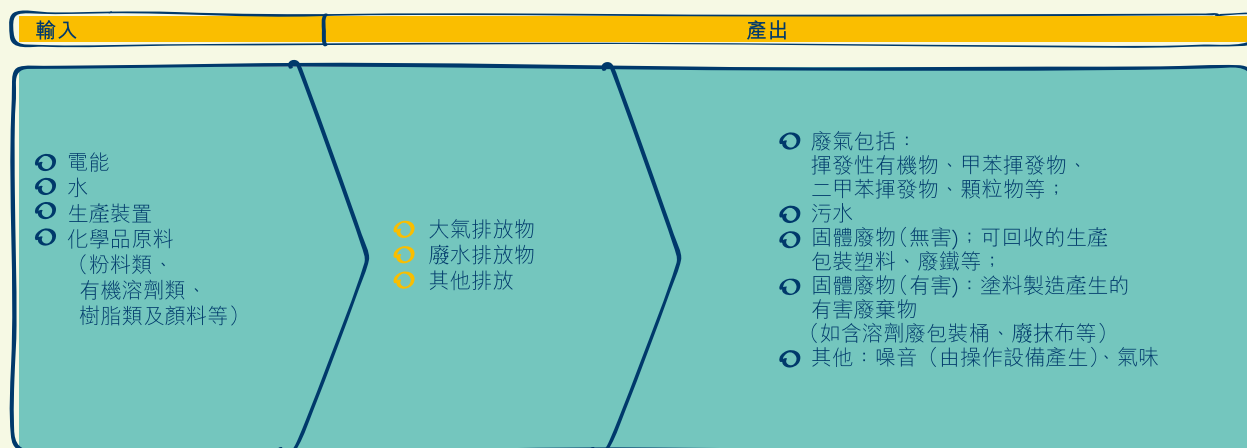 輸入
產出
電能
水
生產裝置
化學品原料
（粉料類、
有機溶劑類、
樹脂類及顏料等）
大氣排放物
廢水排放物
其他排放
廢氣包括：
揮發性有機物、甲苯揮發物、
二甲苯揮發物、顆粒物等；
污水
固體廢物(無害)；可回收的生產
包裝塑料、廢鐵等；
固體廢物(有害)：塗料製造產生的
有害廢棄物
（如含溶劑廢包裝桶、廢抹布等）
其他：噪音（由操作設備產生）、氣味